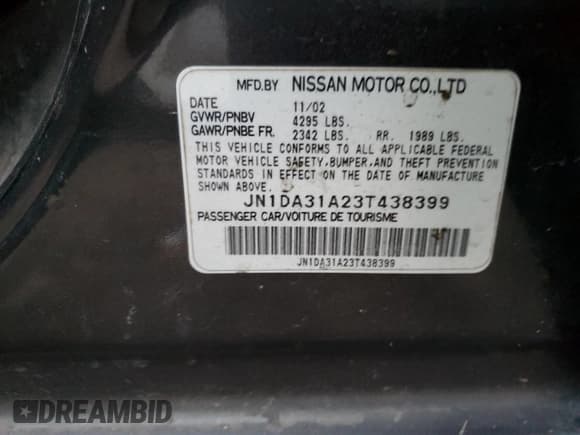 MFD.BY NISSAN MOTOR CO.,LTD
DATE 11/02
GVWR/PNBV 4295 LBS.
GAWR/PNBE FR. 2342 LBS. RR. 1989 LBS.
THIS VEHICLE CONFORMS TO ALL APPLICABLE FEDERAL
MOTOR VEHICLE SAFETY,BUMPER,AND THEFT PREVENTION
STANDARDS IN EFFECT ON THE DATE OF MANUFACTURE
SHOWN ABOVE.
JN1DA31A23T438399
PASSENGER CAR/VOITURE DE TOURISME
JN1DA31A23T438399
DREAMBID